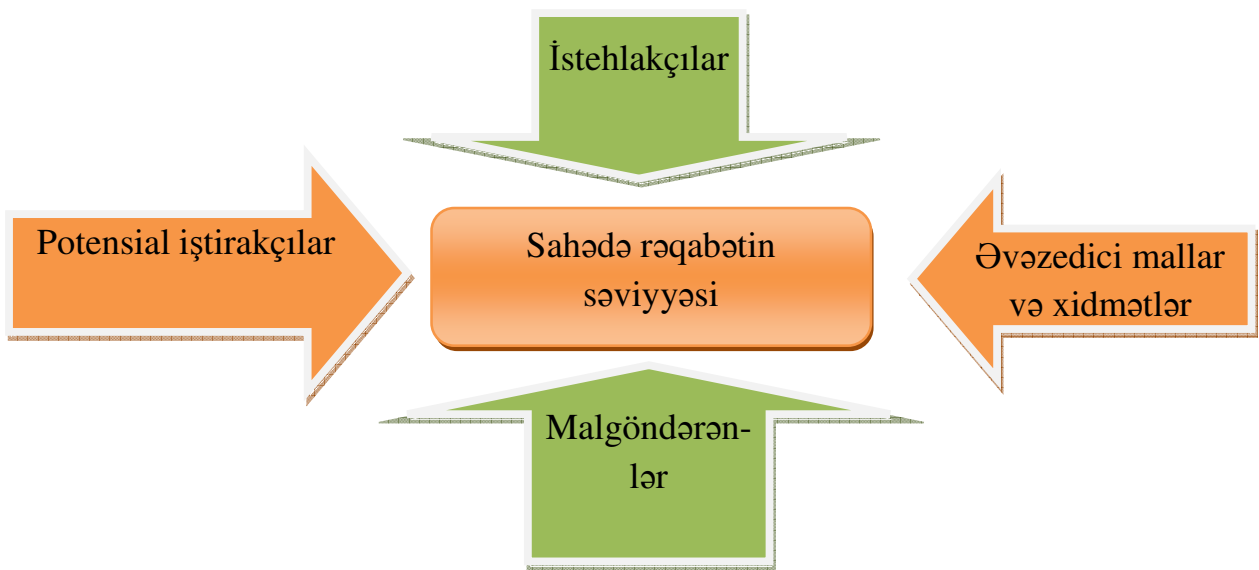 İstehlakçılar
Potensial iştirakçılar
Sahədə rəqabətin
səviyyəsi
Əvəzedici mallar
və xidmətlər
Malgöndərən-
lər